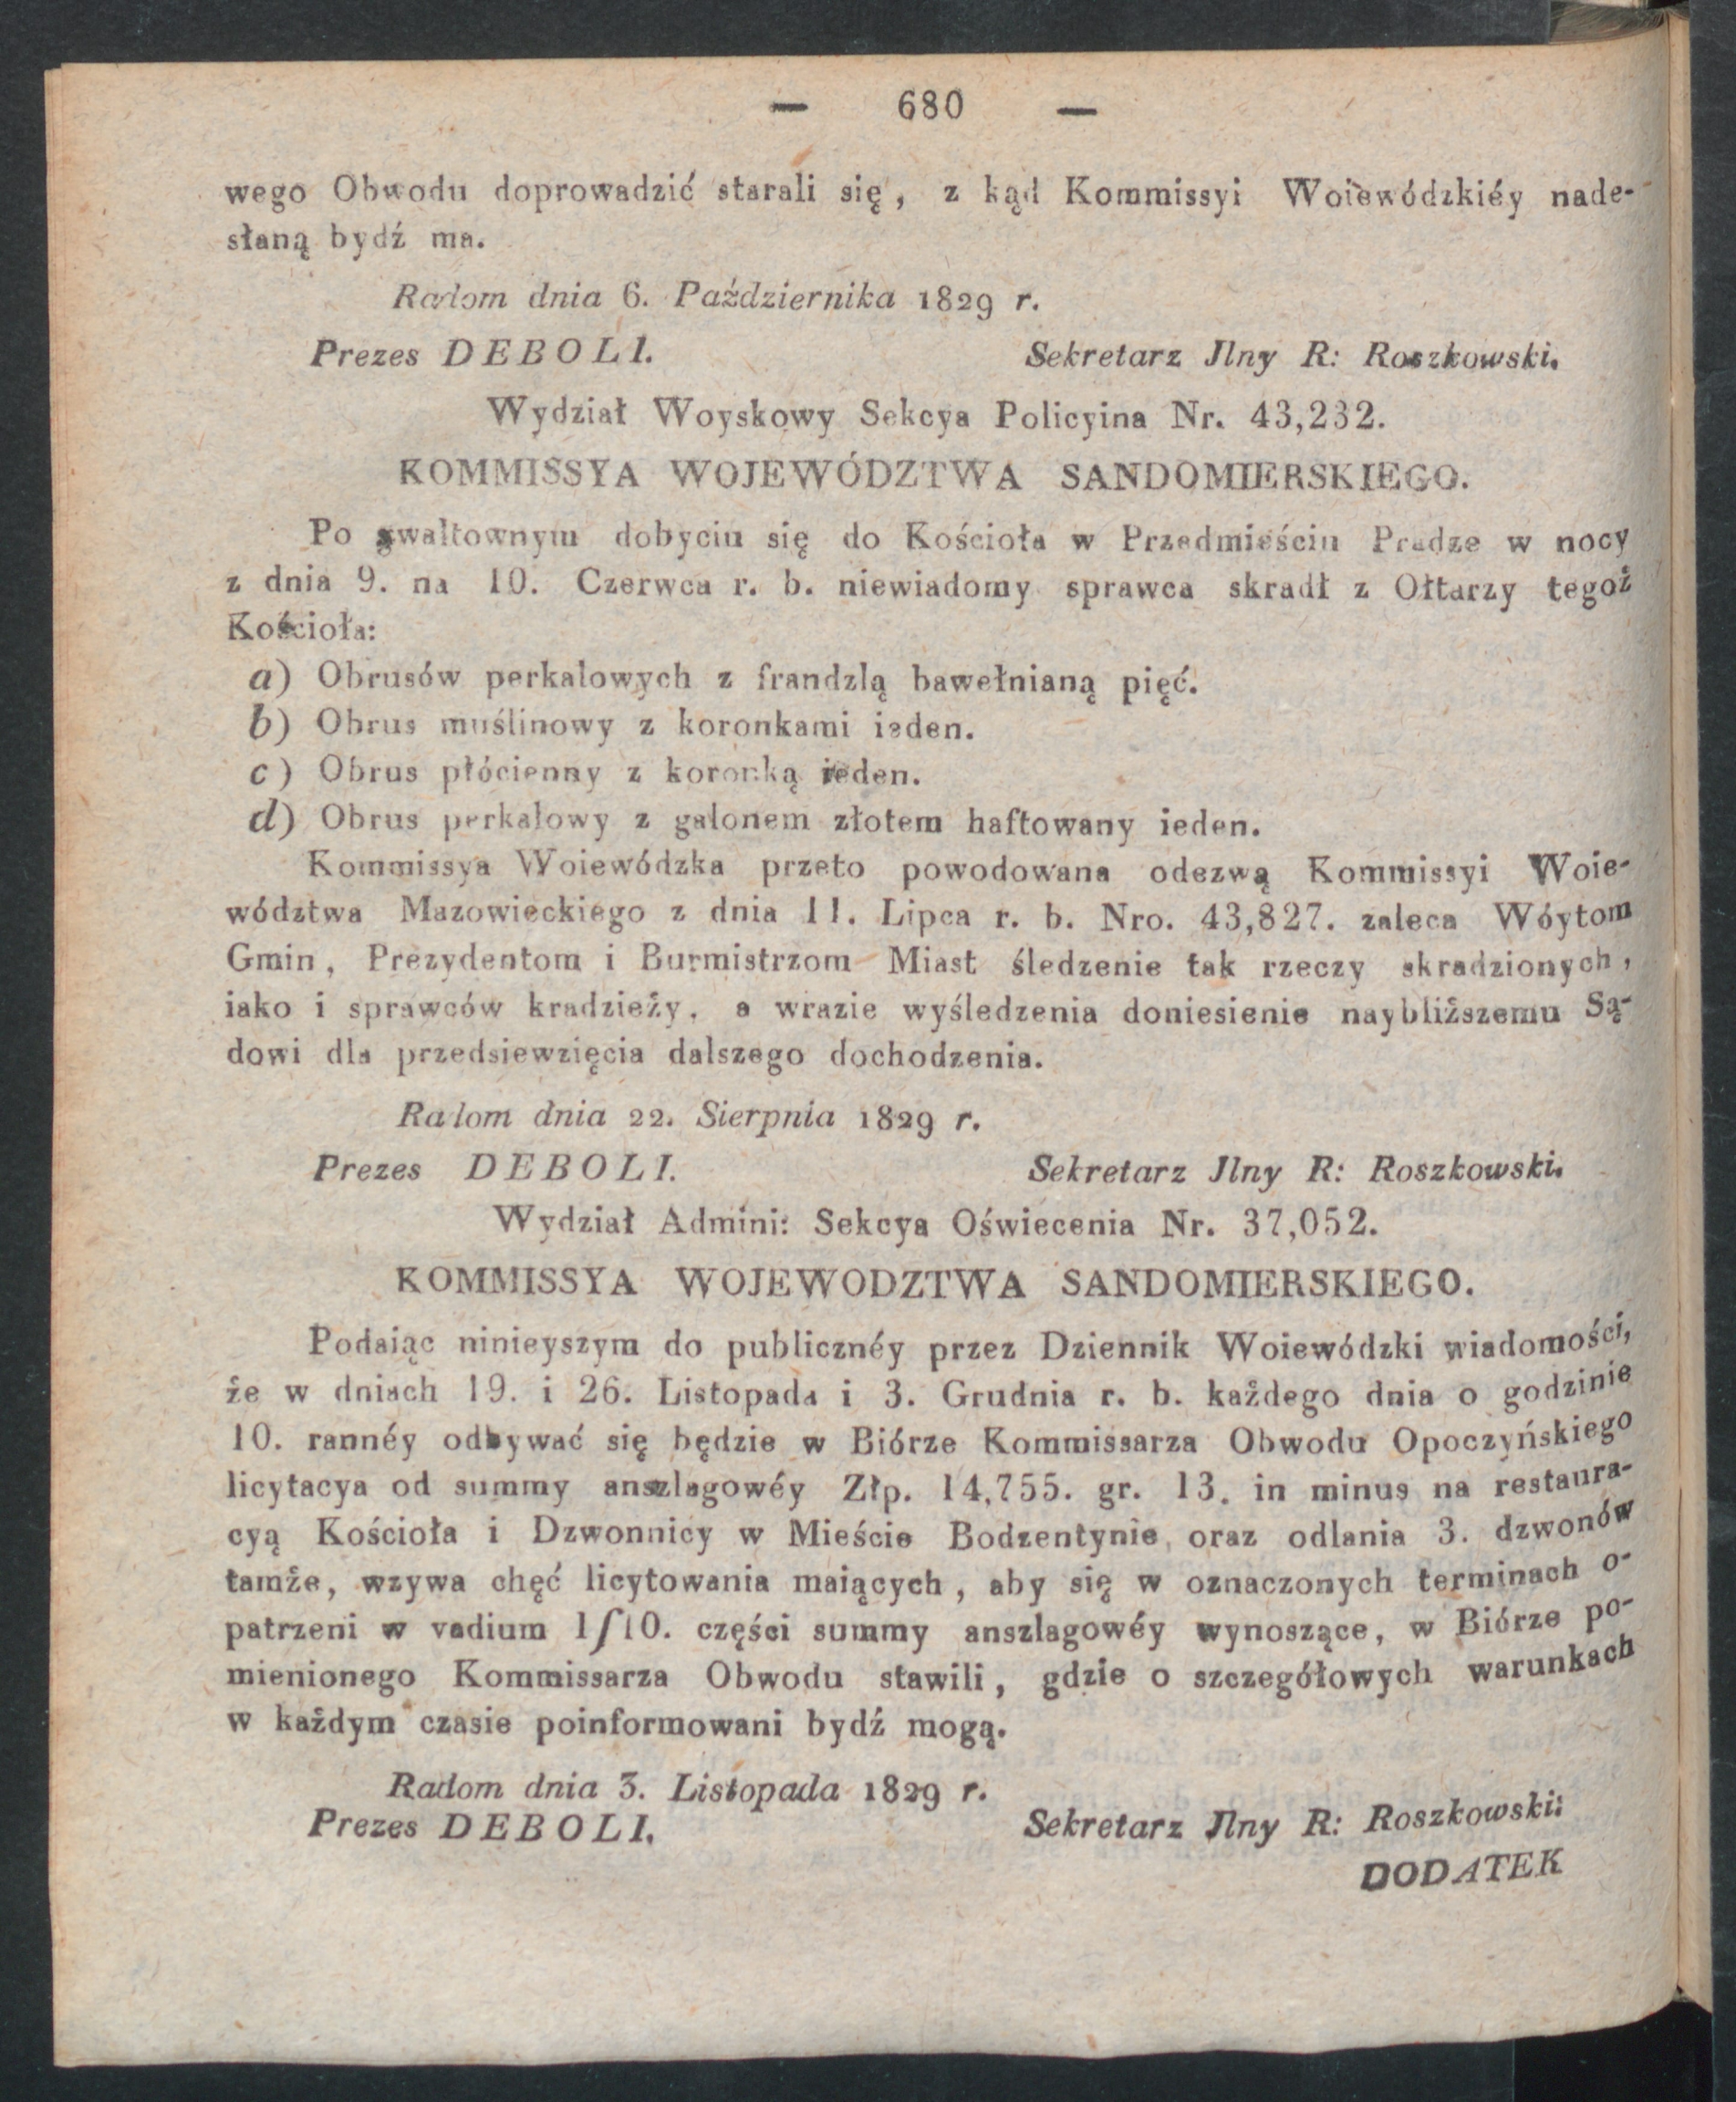 — 680 —
wego Obwodu doprowadzić starali się, z kąd Kommissyi Woiewódzkiéy nade-
słaną bydź ma.
Radom dnia 6. Października 1829 r.
Prezes DEBOLI. Sekretarz Jlny R: Roszkowski.
Wydział Woyskowy Sekcya Policyina Nr. 43,232.
KOMMISSYA WOJEWÓDZTWA SANDOMIERSKIEGO.
Po gwaltownym dobyciu się do Kościoła w Przedmieściu Pradze w nocy
z dnia 9. na 10. Czerwca r. b. niewiadomy sprawca skradł z Ołtarzy tegoż
Kościoła:
a) Obrusów perkalowych z frandzlą bawełnianą pięć.
b) Obrus muślinowy z koronkami ieden.
c) Obrus płócienny z koronką ieden.
d) Obrus perkalowy z galonem złotem haftowany ieden.
Kommissya Woiewódzka przeto powodowana odezwą Kommissyi Woie-
wództwa Mazowieckiego z dnia 11. Lipca r. b. Nro. 43,827. zaleca Wóytom
Gmin, Prezydentom i Burmistrzom Miast śledzenie tak rzeczy skradzionych,
iako i sprawców kradzieży, a wrazie wyśledzenia doniesienie naybliższemu Są-
dowi dla przedsiewzięcia dalszego dochodzenia.
Radom dnia 22. Sierpnia 1829 r.
Prezes DEBOLI. Sekretarz Jlny R: Roszkowski.
Wydział Admini: Sekcya Oświecenia Nr. 37,052.
KOMMISSYA WOJEWODZTWA SANDOMIERSKIEGO.
Podaiąc ninieyszym do publicznéy przez Dziennik Woiewódzki wiadomości,
że w dniach 19. i 26. Listopada i 3. Grudnia r. b. każdego dnia o godzinie
10. rannéy odbywać się będzie w Biórze Kommissarza Obwodu Opoczyńskiego
licytacya od summy anszlagowéy Złp. 14,755. gr. 13. in minus na restaura-
cyą Kościoła i Dzwonnicy w Mieście Bodzentynie, oraz odlania 3. dzwonów
tamże, wzywa chęć licytowania maiących, aby się w oznaczonych terminach o-
patrzeni w vadium 1/10. części summy anszlagowéy wynoszące, w Biórze po-
mienionego Kommissarza Obwodu stawili, gdzie o szczegółowych warunkach
w każdym czasie poinformowani bydź mogą.
Radom dnia 3. Listopada 1829 r.
Prezes DEBOLI. Sekretarz Jlny R: Roszkowski:
DODATEK